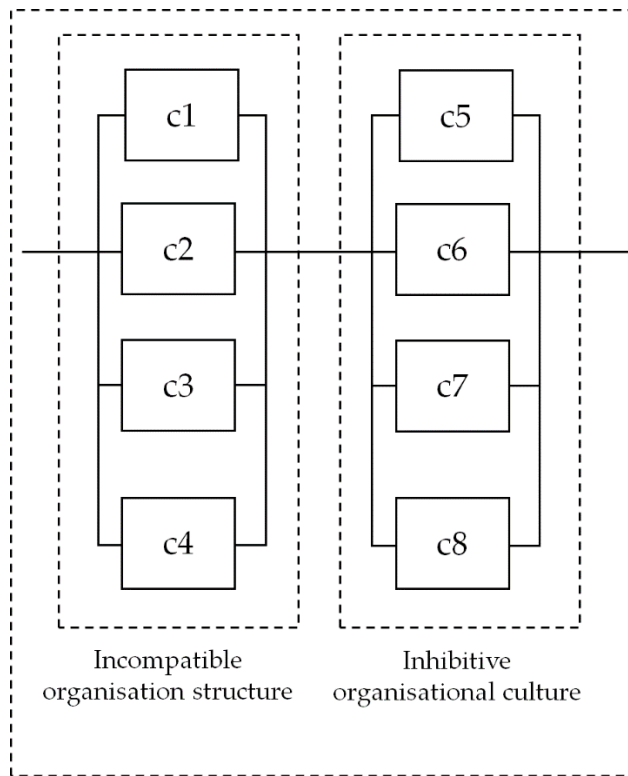 c1
c2
c3
c4
c5
c6
c7
c8
Incompatible
organisation structure
Inhibitive
organisational culture